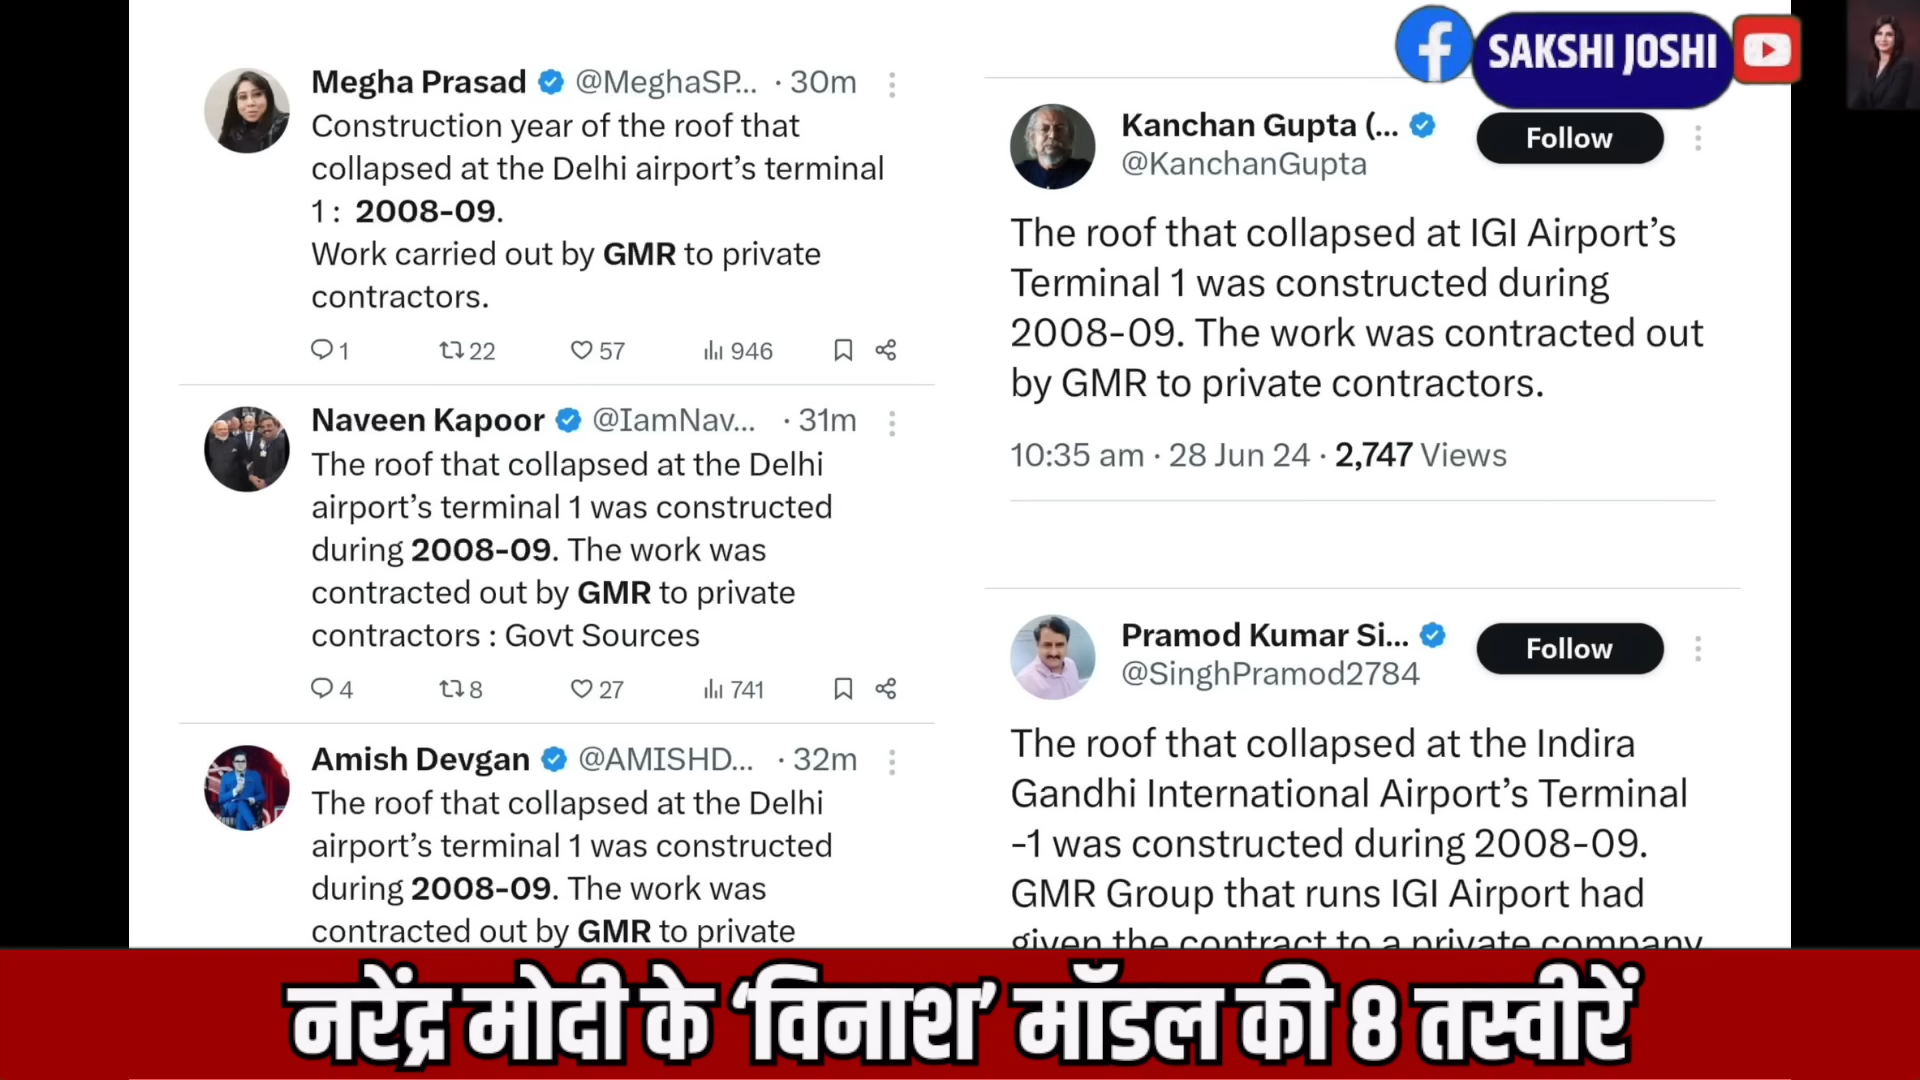 Megha Prasad @MeghaSP... · 30m
Construction year of the roof that
collapsed at the Delhi airport’s terminal
1 : 2008-09.
Work carried out by GMR to private
contractors.
1 22 57 946
Naveen Kapoor @IamNav... · 31m
The roof that collapsed at the Delhi
airport’s terminal 1 was constructed
during 2008-09. The work was
contracted out by GMR to private
contractors : Govt Sources
4 8 27 741
Amish Devgan @AMISHD... · 32m
The roof that collapsed at the Delhi
airport’s terminal 1 was constructed
during 2008-09. The work was
contracted out by GMR to private
SAKSHI JOSHI
Kanchan Gupta (...
Follow
@KanchanGupta
The roof that collapsed at IGI Airport’s
Terminal 1 was constructed during
2008-09. The work was contracted out
by GMR to private contractors.
10:35 am · 28 Jun 24 · 2,747 Views
Pramod Kumar Si...
Follow
@SinghPramod2784
The roof that collapsed at the Indira
Gandhi International Airport’s Terminal
-1 was constructed during 2008-09.
GMR Group that runs IGI Airport had
given the contract to a private company
नरेंद्र मोदी के ‘विनाश’ मॉडल की 8 तस्वीरें